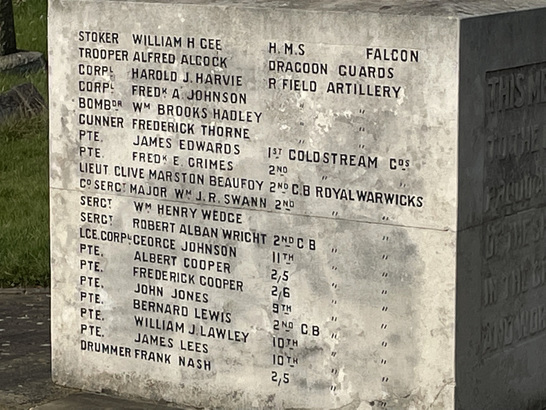 STOKER WILLIAM H GEE H.M.S FALCON
TROOPER ALFRED ALCOCK DRAGOON GUARDS
CORPL HAROLD J. HARVIE R FIELD ARTILLERY
CORPL FREDK A. JOHNSON " "
BOMBDR WM BROOKS HADLEY " "
GUNNER FREDERICK THORNE " "
PTE. JAMES EDWARDS 1ST COLDSTREAM GDS
PTE. FREDK E. GRIMES 2ND " "
LIEUT CLIVE MARSTON BEAUFOY 2ND C.B ROYAL WARWICKS
CO SERGT MAJOR WM J.R. SWANN 2ND " "
SERGT WM HENRY WEDGE " "
SERGT ROBERT ALBAN WRIGHT 2ND C B " "
LCE.CORPL GEORGE JOHNSON 11TH " "
PTE. ALBERT COOPER 2/5 " "
PTE. FREDERICK COOPER 2/6 " "
PTE. JOHN JONES 9TH " "
PTE. BERNARD LEWIS 2ND C.B " "
PTE. WILLIAM J. LAWLEY 10TH " "
PTE. JAMES LEES 10TH " "
DRUMMER FRANK NASH 2/5 " "
THIS